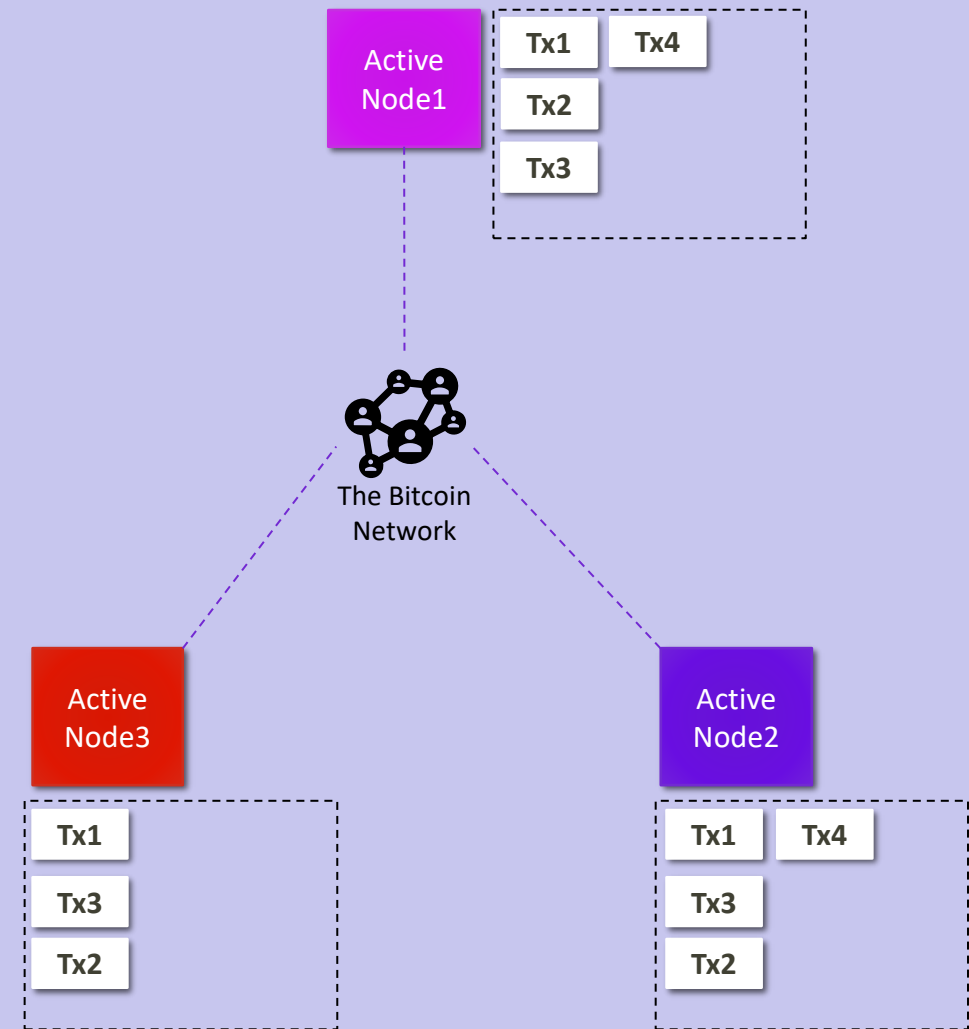 Active
Node1
Tx1 Tx4
Tx2
Tx3
The Bitcoin
Network
Active
Node3
Tx1
Tx3
Tx2
Active
Node2
Tx1 Tx4
Tx3
Tx2